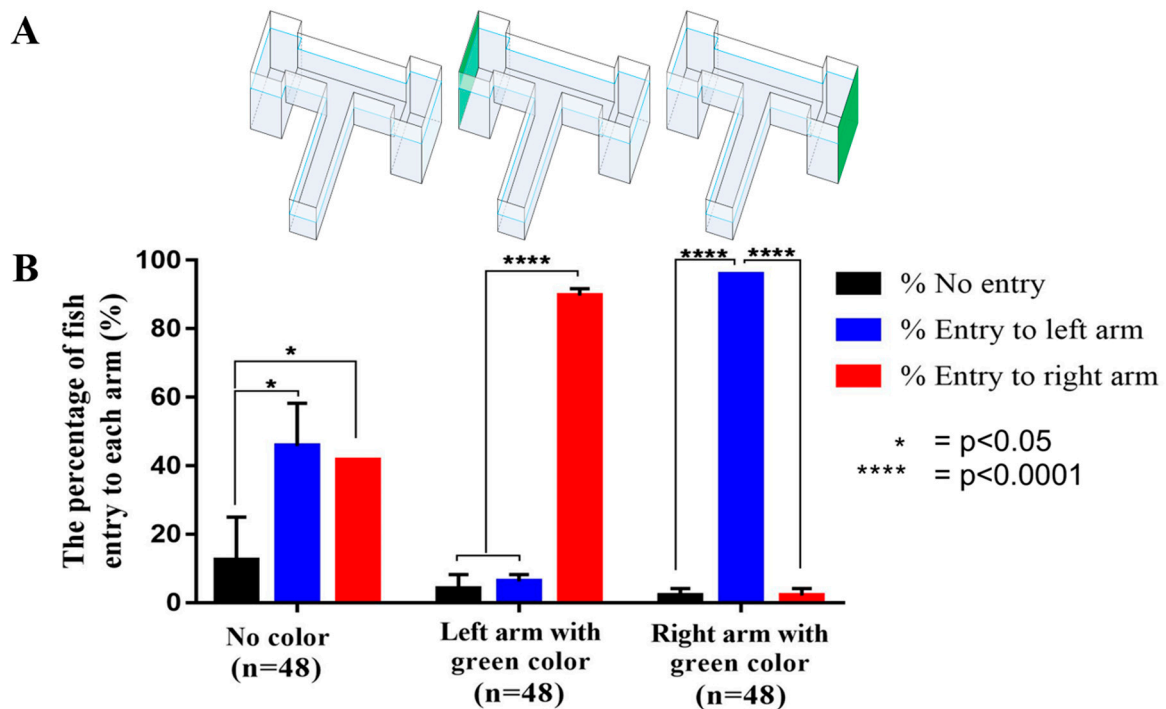 A
B
The percentage of fish
entry to each arm (%)
100
80
60
40
20
0
*
*
****
****
****
% No entry
% Entry to left arm
% Entry to right arm
* = p<0.05
**** = p<0.0001
No color
(n=48)
Left arm with
green color
(n=48)
Right arm with
green color
(n=48)